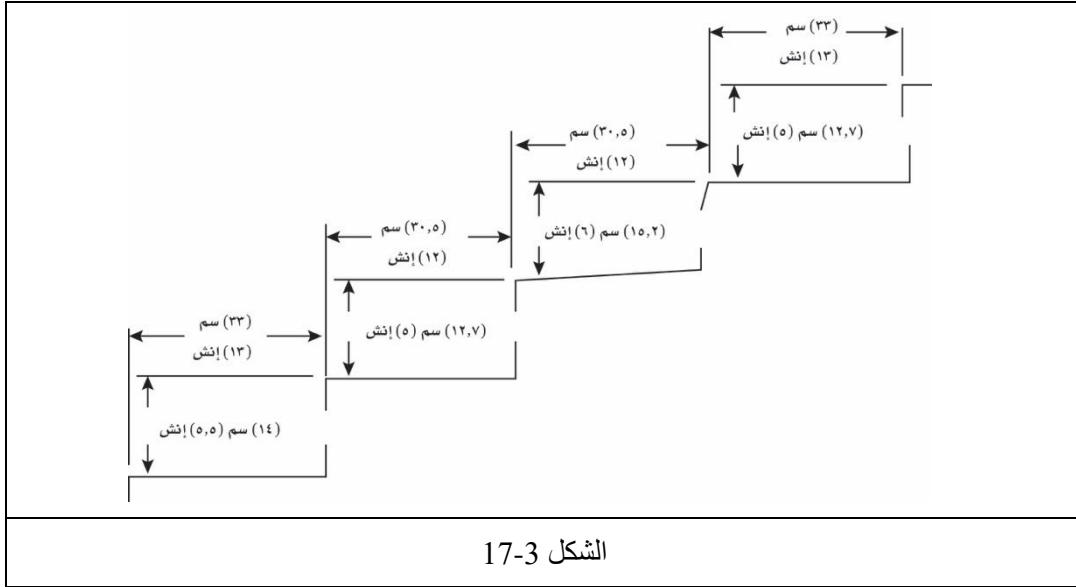 (٣٣) سم
(١٣) إنش
(١٢,٧) سم (٥) إنش
(٣٠,٥) سم
(١٢) إنش
(١٥,٢) سم (٦) إنش
(٣٠,٥) سم
(١٢) إنش
(١٢,٧) سم (٥) إنش
(٣٣) سم
(١٣) إنش
(١٤) سم (٥,٥) إنش
الشكل 3-17